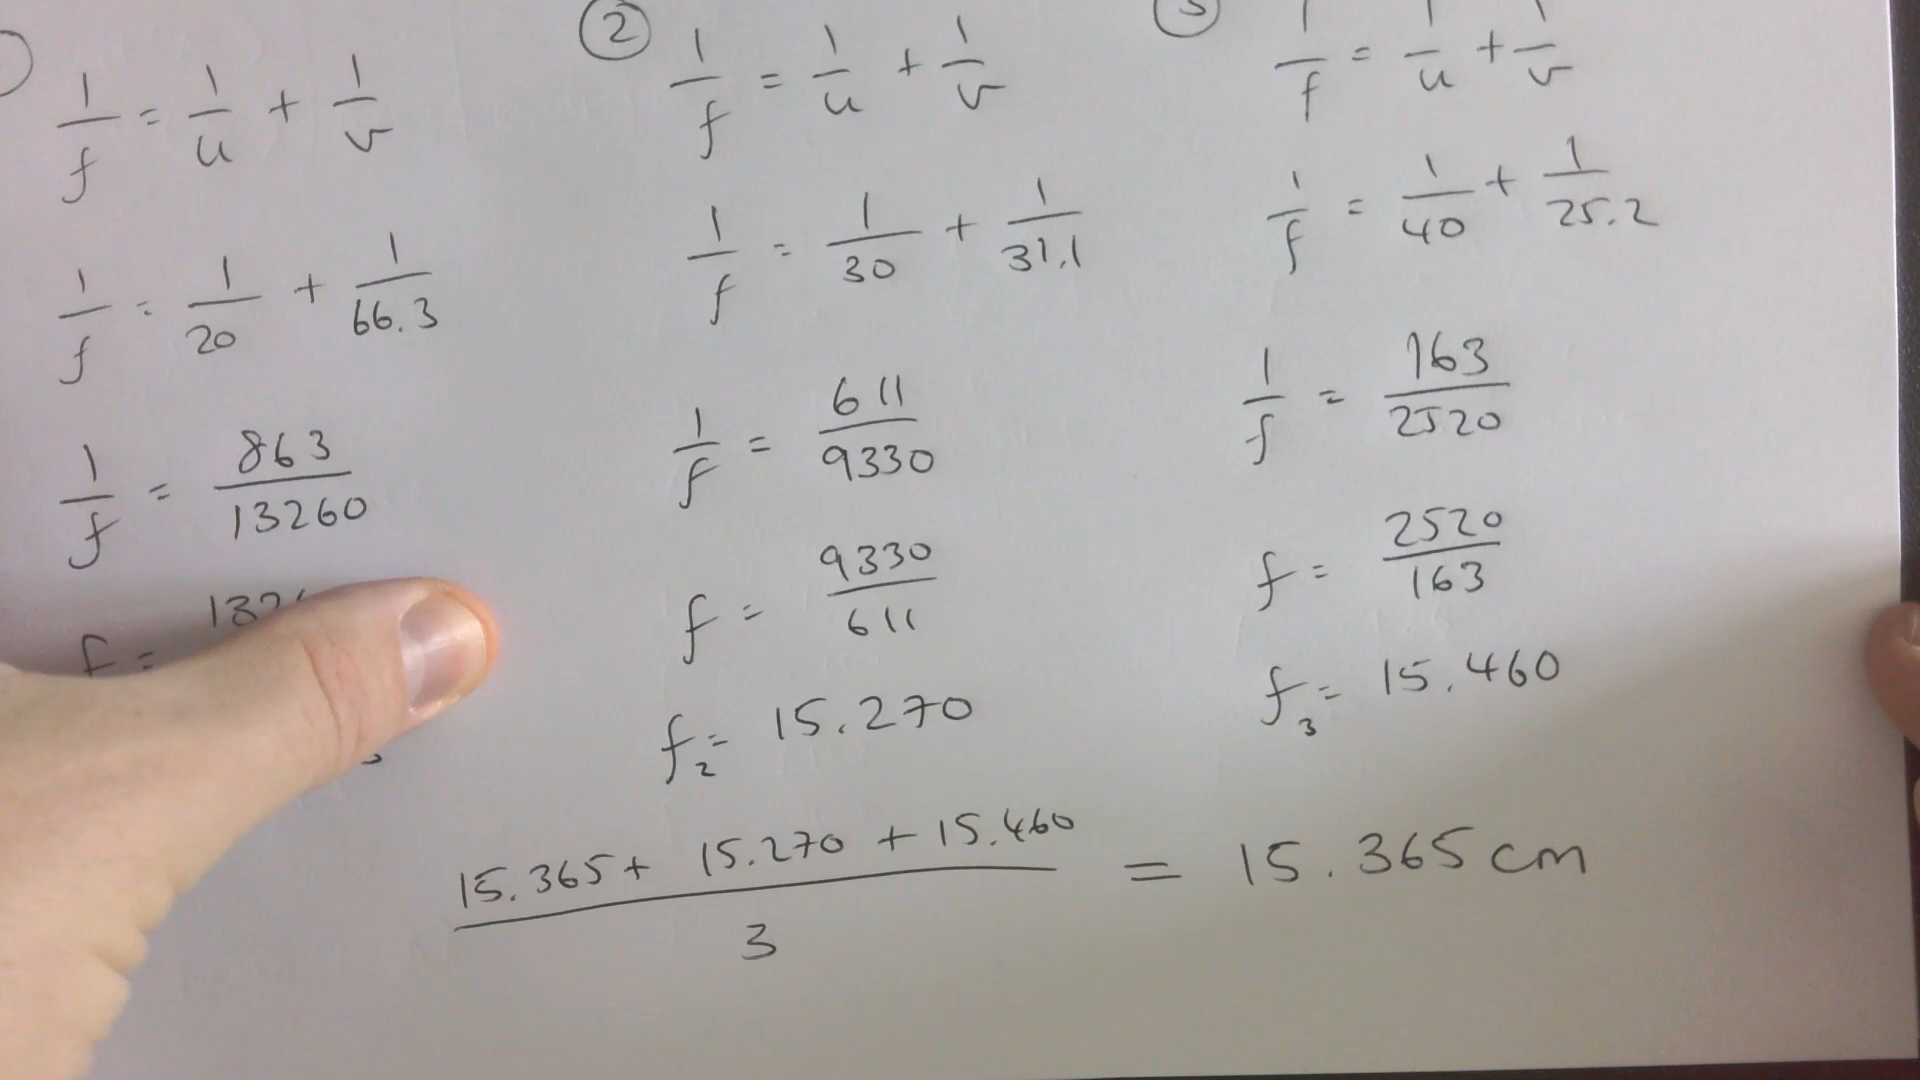 1/f = 1/u + 1/v
1/f = 1/20 + 1/66.3
1/f = 863/13260
f =
② 1/f = 1/u + 1/v
1/f = 1/30 + 1/31.1
1/f = 611/9330
f = 9330/611
f₂ = 15.270
③ 1/f = 1/u + 1/v
1/f = 1/40 + 1/25.2
1/f = 163/2520
f = 2520/163
f₃ = 15.460
15.365 + 15.270 + 15.460 / 3 = 15.365 cm